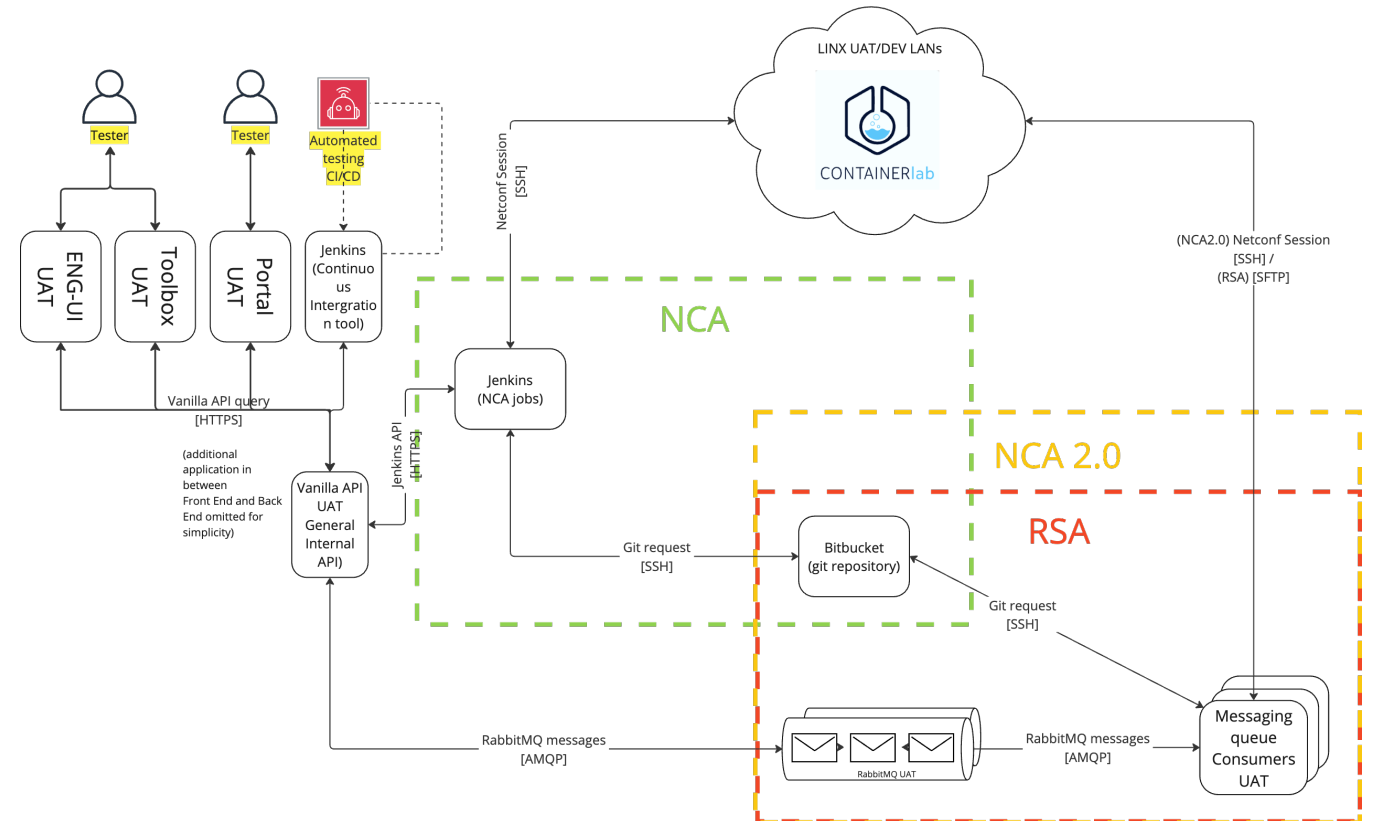 LINX UAT/DEV LANs
CONTAINERlab
Tester
Tester
Automated
testing
CI/CD
ENG-UI
UAT
Toolbox
UAT
Portal
UAT
Jenkins
(Continuo
us
Intergratio
n tool)
Netconf Session
[SSH]
(NCA2.0) Netconf Session
[SSH] /
(RSA) [SFTP]
NCA
Jenkins
(NCA jobs)
Vanilla API query
[HTTPS]
Jenkins API
[HTTPS]
(additional
application in
between
Front End and Back
End omitted for
simplicity)
Vanilla API
UAT
General
Internal
API)
NCA 2.0
RSA
Git request
[SSH]
Bitbucket
(git repository)
Git request
[SSH]
RabbitMQ messages
[AMQP]
RabbitMQ UAT
RabbitMQ messages
[AMQP]
Messaging
queue
Consumers
UAT